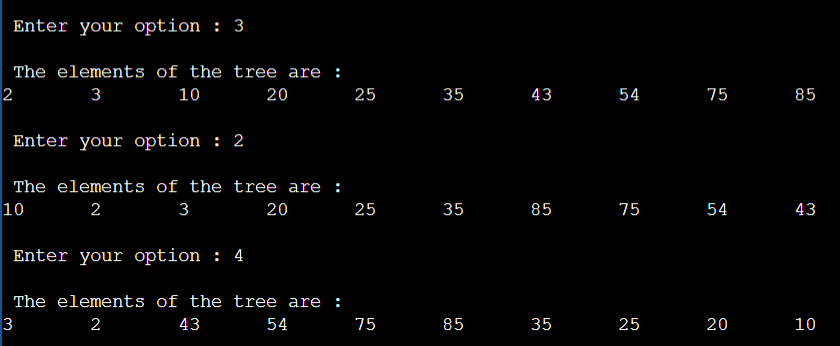 Enter your option : 3
The elements of the tree are :
2 3 10 20 25 35 43 54 75 85
Enter your option : 2
The elements of the tree are :
10 2 3 20 25 35 85 75 54 43
Enter your option : 4
The elements of the tree are :
3 2 43 54 75 85 35 25 20 10